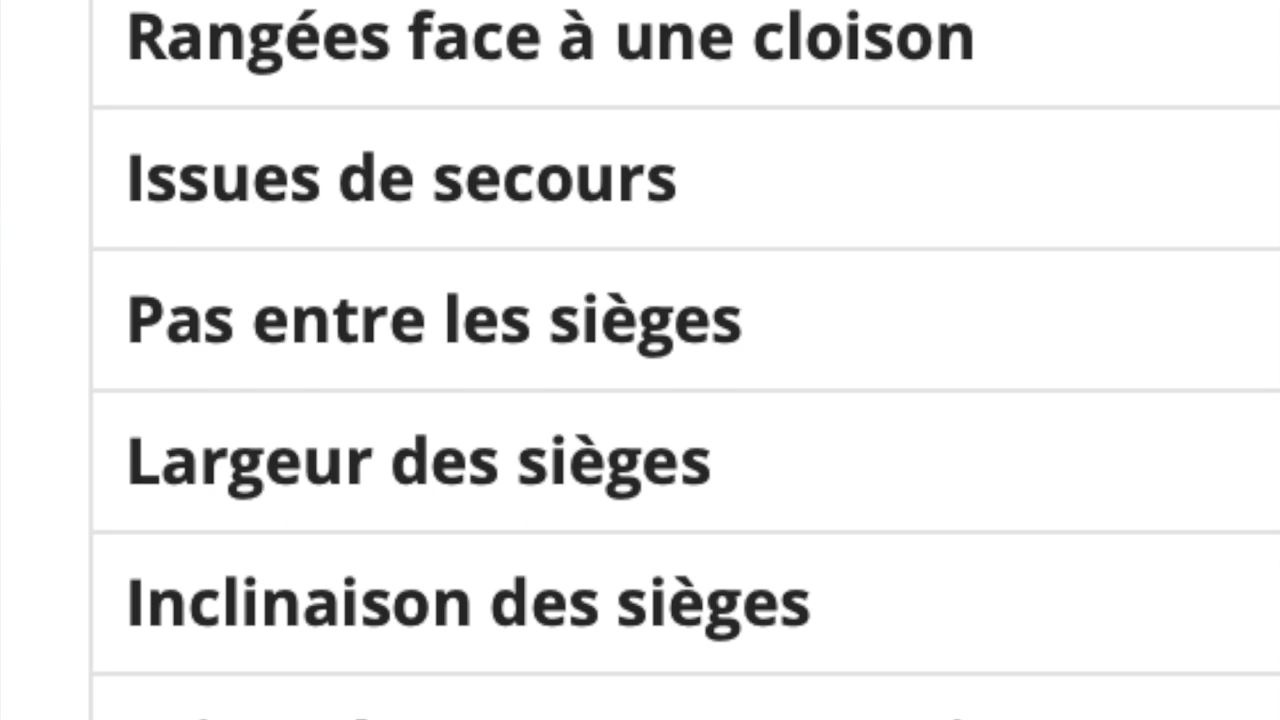 Rangées face à une cloison
Issues de secours
Pas entre les sièges
Largeur des sièges
Inclinaison des sièges